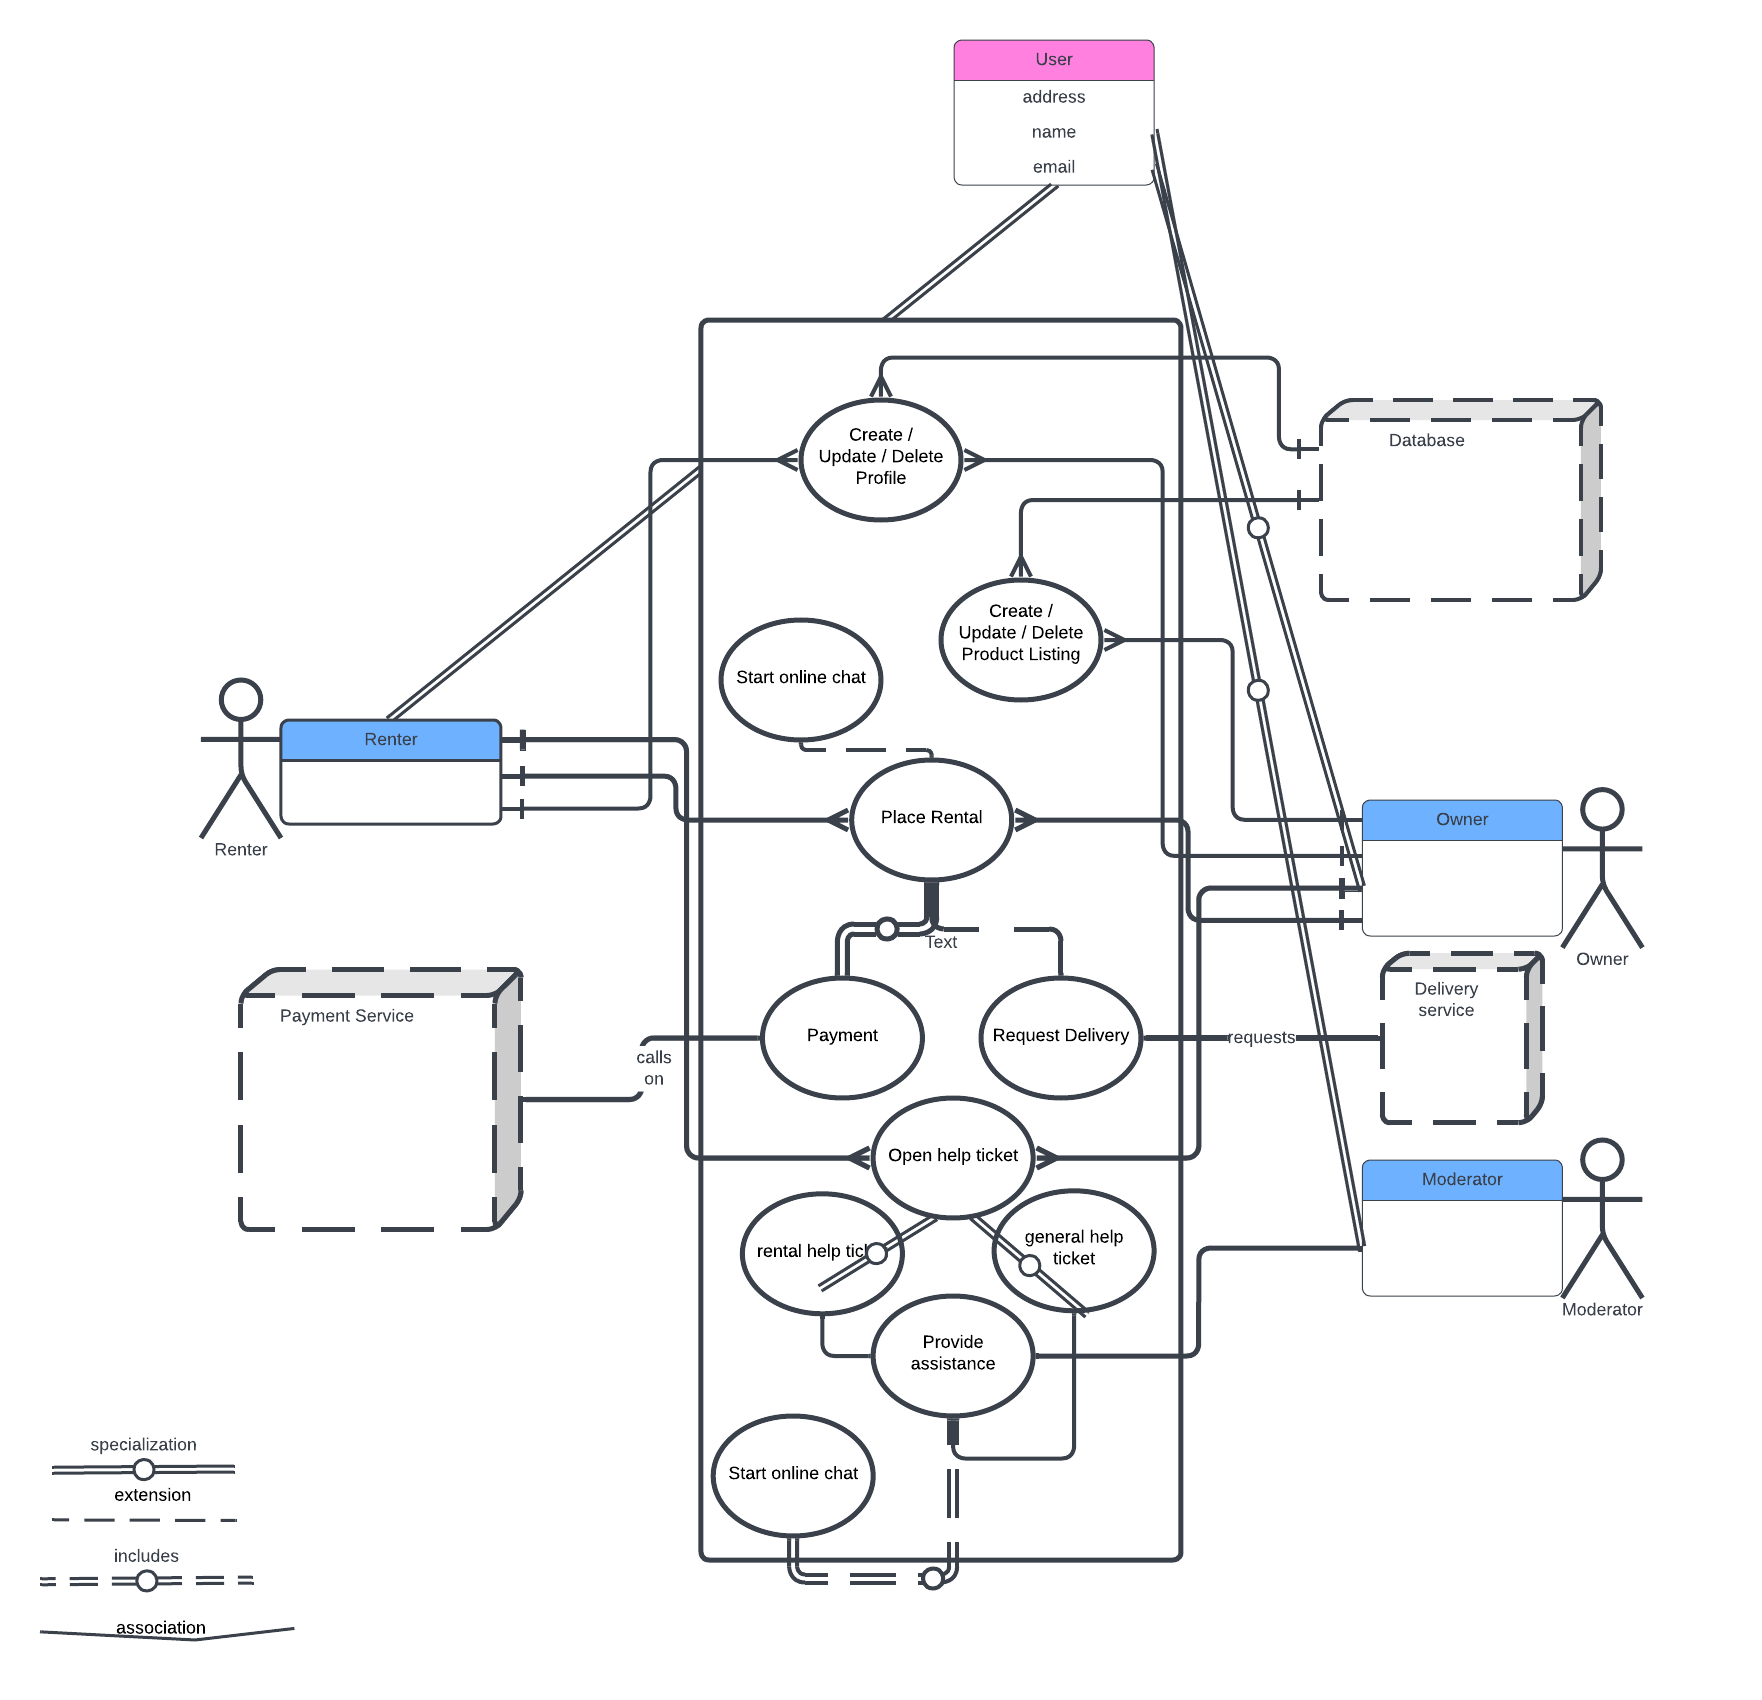 User
address
name
email
Create /
Update / Delete
Profile
Database
Create /
Update / Delete
Product Listing
Start online chat
Renter
Renter
Place Rental
Owner
Owner
Text
Payment Service
Payment
Request Delivery
requests
Delivery
service
calls
on
Open help ticket
Moderator
Moderator
rental help
general help
ticket
Provide
assistance
Start online chat
specialization
extension
includes
association